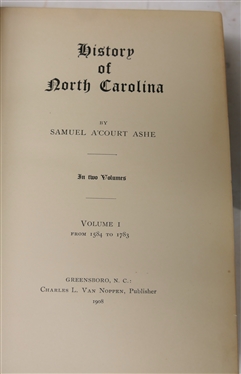 History
of
North Carolina
BY
SAMUEL A'COURT ASHE
In two Volumes
VOLUME I
FROM 1584 TO 1783
GREENSBORO, N. C.:
CHARLES L. VAN NOPPEN, Publisher
1908